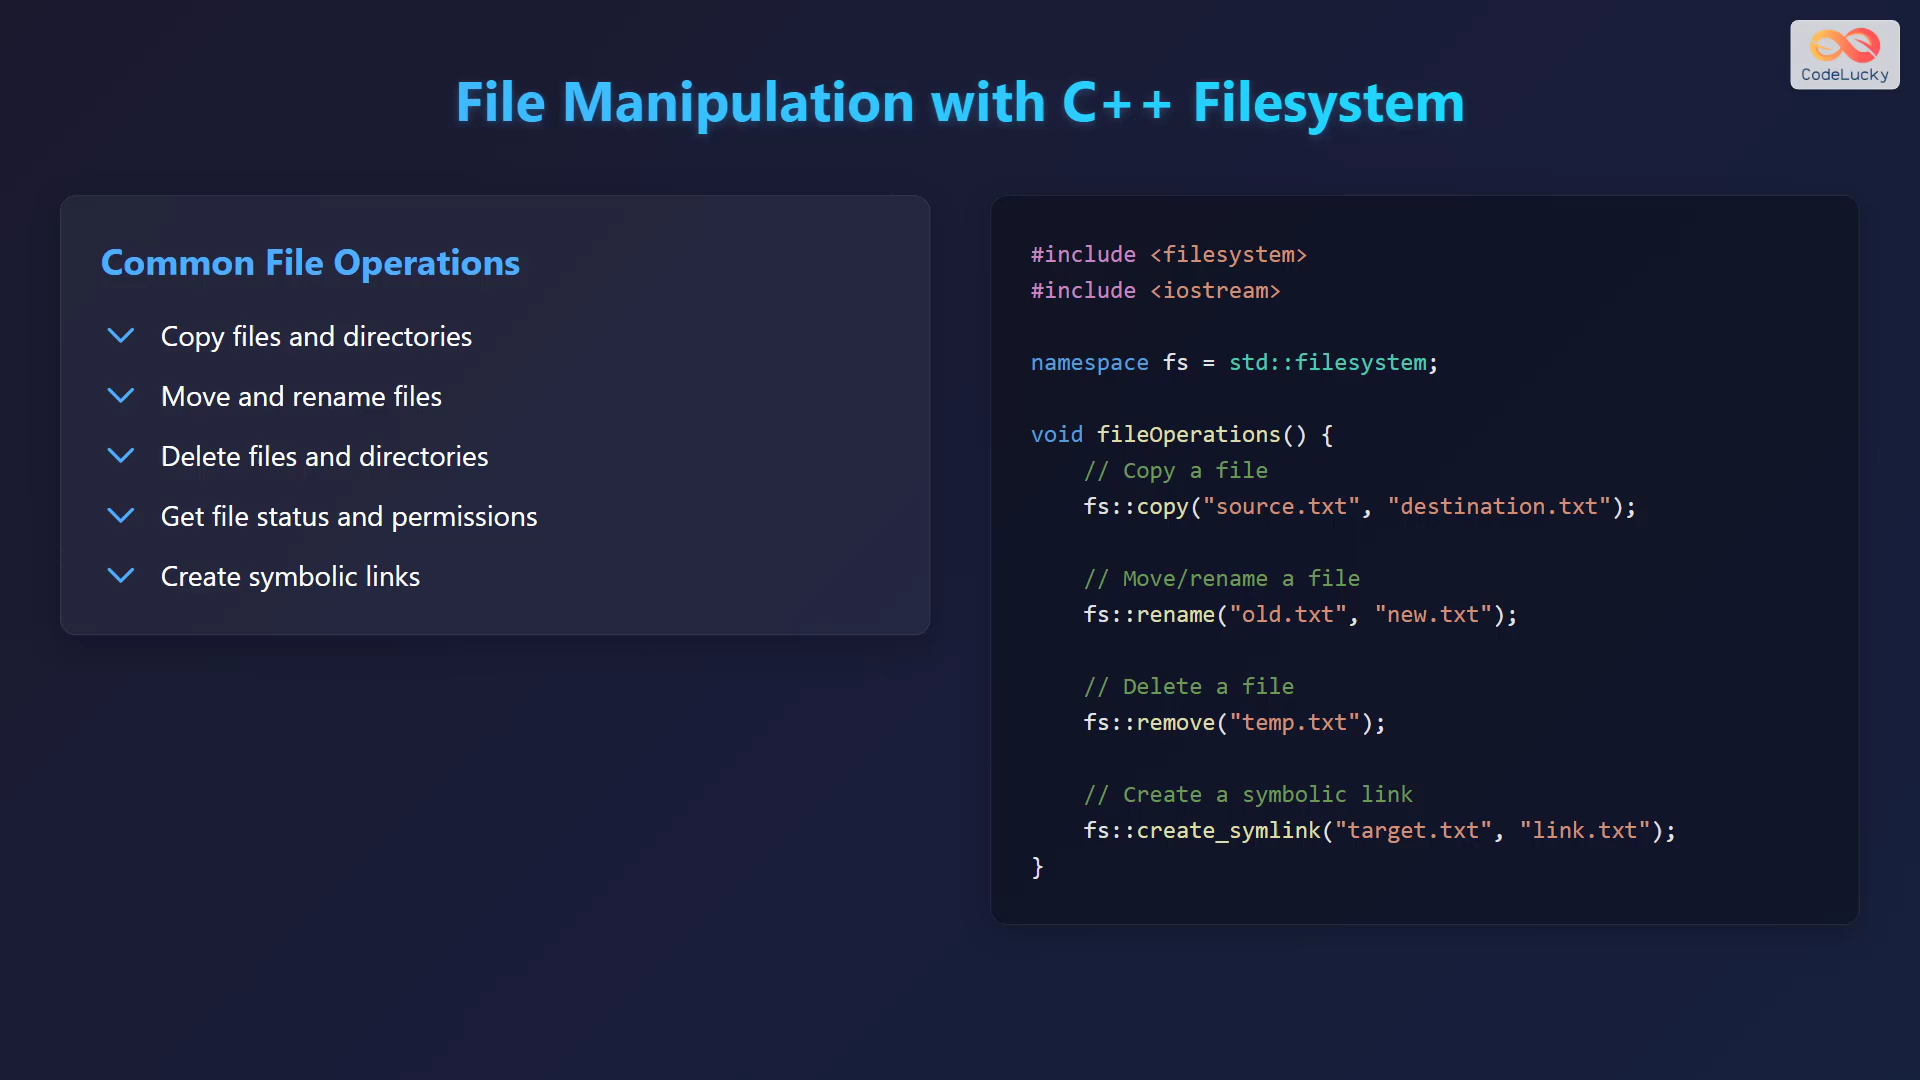 CodeLucky
File Manipulation with C++ Filesystem
Common File Operations
Copy files and directories
Move and rename files
Delete files and directories
Get file status and permissions
Create symbolic links
#include <filesystem>
#include <iostream>
namespace fs = std::filesystem;
void fileOperations() {
    // Copy a file
    fs::copy("source.txt", "destination.txt");
    // Move/rename a file
    fs::rename("old.txt", "new.txt");
    // Delete a file
    fs::remove("temp.txt");
    // Create a symbolic link
    fs::create_symlink("target.txt", "link.txt");
}